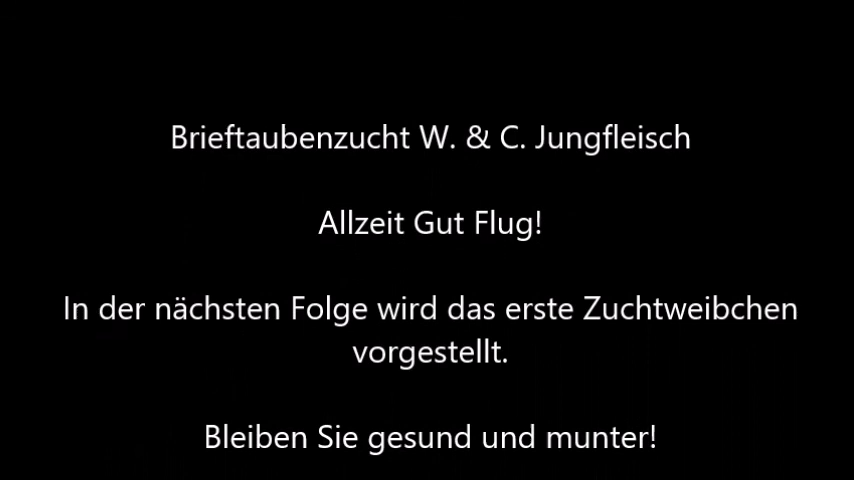 Brieftaubenzucht W. & C. Jungfleisch
Allzeit Gut Flug!
In der nächsten Folge wird das erste Zuchtweibchen
vorgestellt.
Bleiben Sie gesund und munter!